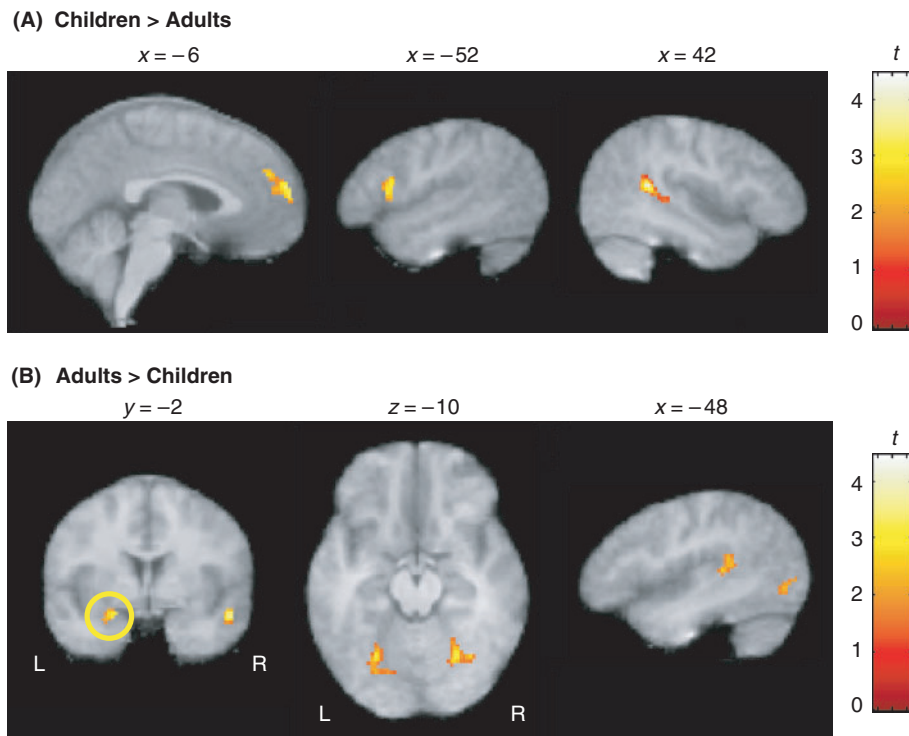 (A) Children > Adults
x = −6 x = −52 x = 42 t
4
3
2
1
0
(B) Adults > Children
y = −2 z = −10 x = −48 t
4
3
2
1
0
L R
L R